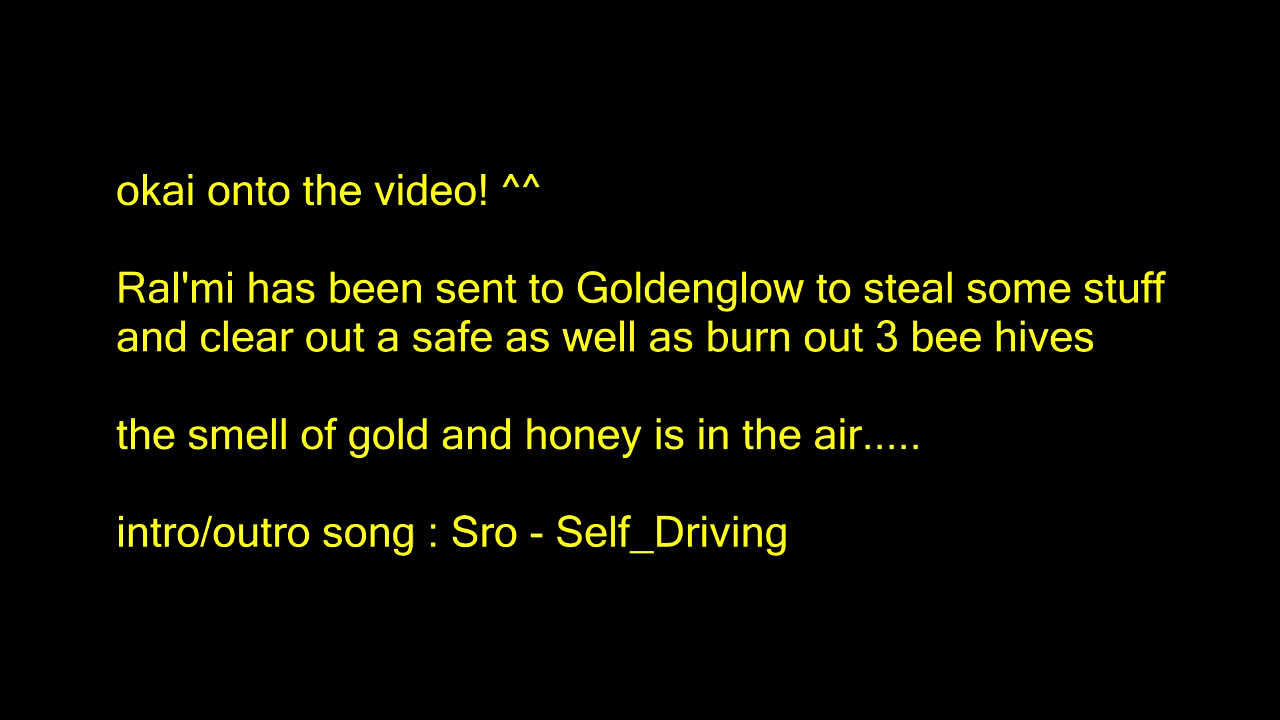 okai onto the video! ^^
Ral'mi has been sent to Goldenglow to steal some stuff
and clear out a safe as well as burn out 3 bee hives
the smell of gold and honey is in the air.....
intro/outro song : Sro - Self_Driving